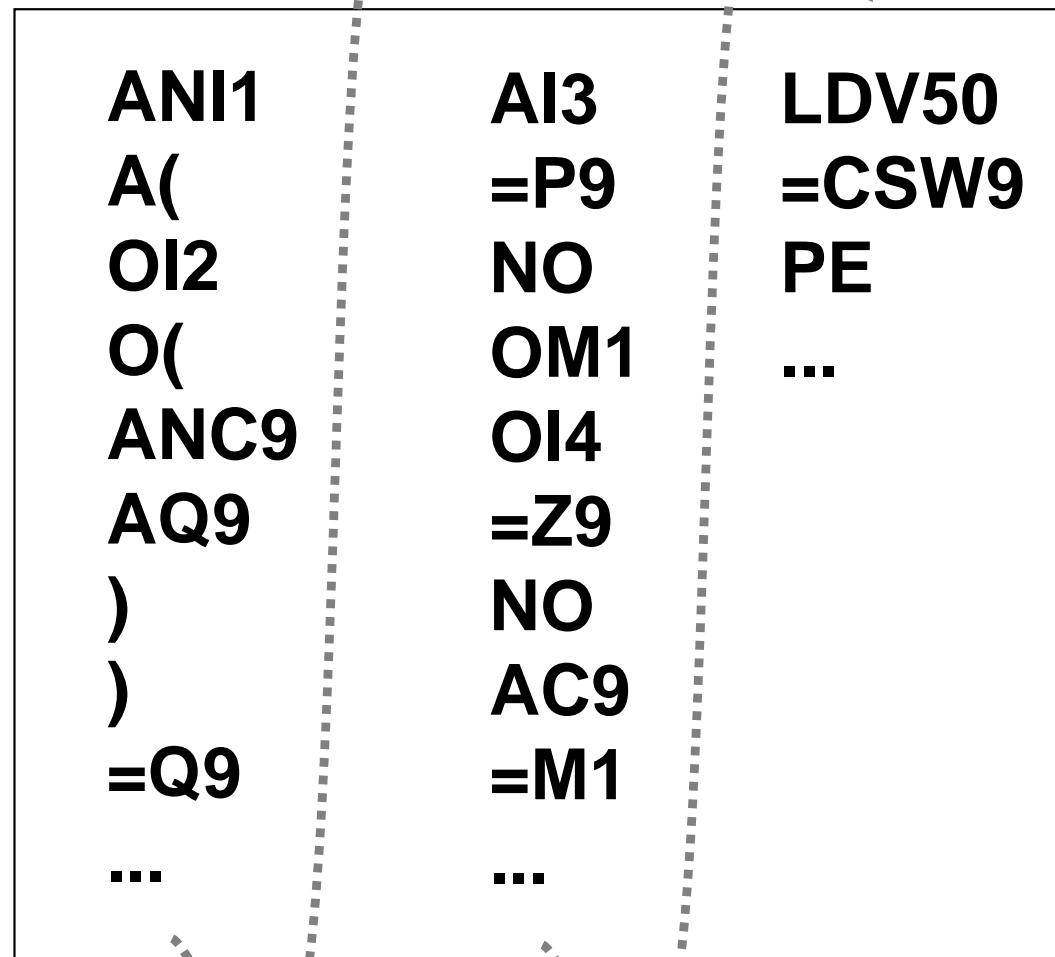 ANI1
A(
OI2
O(
ANC9
AQ9
)
)
=Q9
...
AI3
=P9
NO
OM1
OI4
=Z9
NO
AC9
=M1
...
LDV50
=CSW9
PE
...